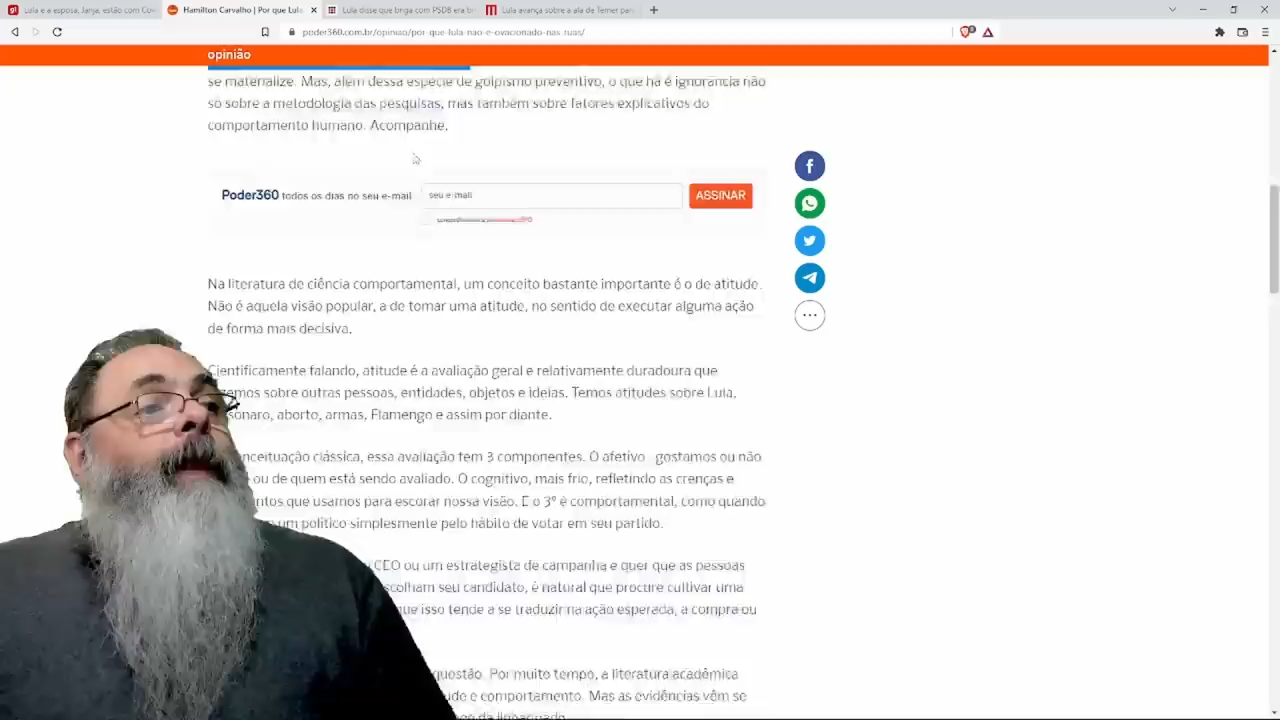 Lula e a esposa, Janja, estão com Cov
Hamilton Carvalho | Por que Lula
Lula disse que briga com PSDB era br
Lula avança sobre a ala de Temer par
poder360.com.br/opiniao/por-que-lula-nao-e-ovacionado-nas-ruas/
opinião
se materialize. Mas, além dessa espécie de golpismo preventivo, o que há é ignorância não
só sobre a metodologia das pesquisas, mas também sobre fatores explicativos do
comportamento humano. Acompanhe.
Poder360 todos os dias no seu e-mail
seu e-mail
ASSINAR
Na literatura de ciência comportamental, um conceito bastante importante é o de atitude.
Não é aquela visão popular, a de tomar uma atitude, no sentido de executar alguma ação
de forma mais decisiva.
Cientificamente falando, atitude é a avaliação geral e relativamente duradoura que
zemos sobre outras pessoas, entidades, objetos e ideias. Temos atitudes sobre Lula,
sonaro, aborto, armas, Flamengo e assim por diante.
nceituação clássica, essa avaliação tem 3 componentes. O afetivo gostamos ou não
ou de quem está sendo avaliado. O cognitivo, mais frio, refletindo as crenças e
ntos que usamos para escorar nossa visão. E o 3º é comportamental, como quando
um político simplesmente pelo hábito de votar em seu partido.
CEO ou um estrategista de campanha e quer que as pessoas
scolham seu candidato, é natural que procure cultivar uma
que isso tende a se traduzir na ação esperada, a compra ou
questão. Por muito tempo, a literatura acadêmica
ude e comportamento. Mas as evidências vêm se